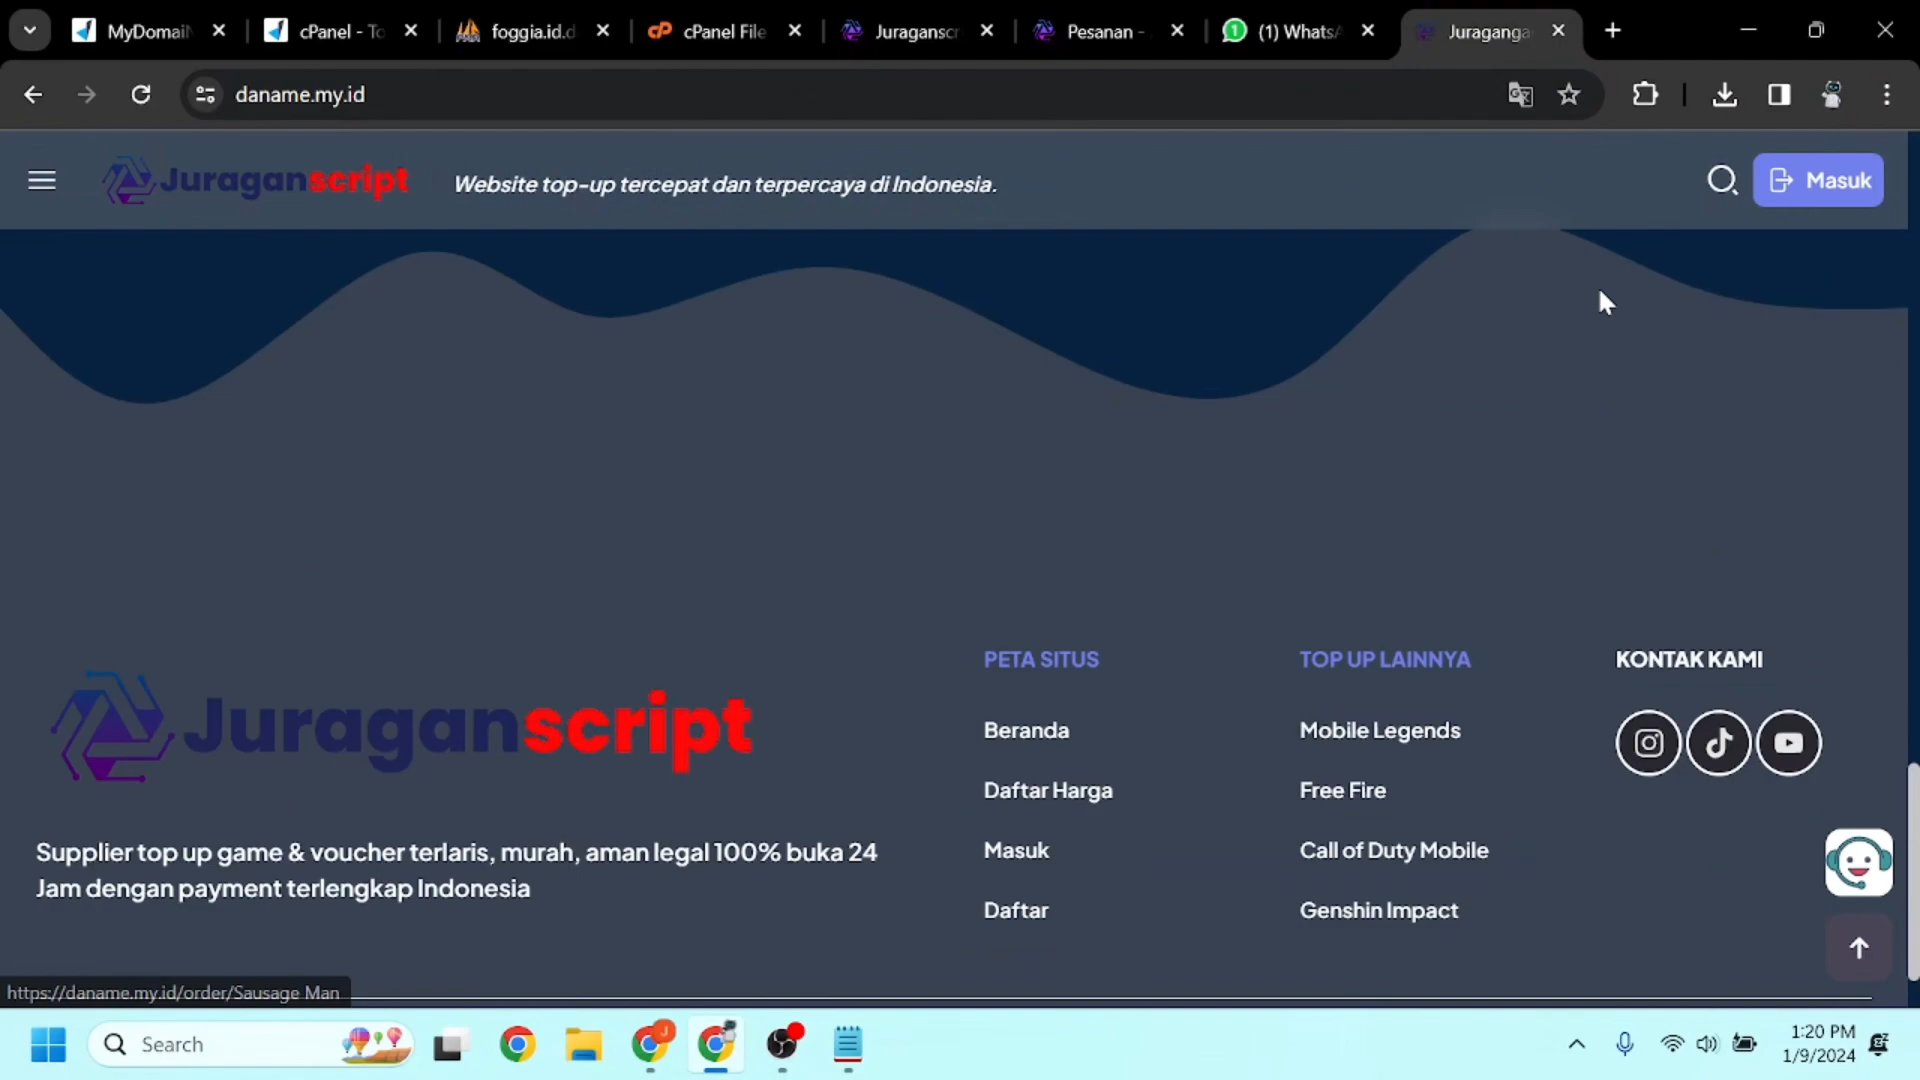 MyDomai
cPanel - To
foggia.id.d
cPanel File
Juraganscr
Pesanan -
(1) Whats
Juraganga
daname.my.id
Juraganscript
Website top-up tercepat dan terpercaya di Indonesia.
Masuk
Juraganscript
Supplier top up game & voucher terlaris, murah, aman legal 100% buka 24
Jam dengan payment terlengkap Indonesia
PETA SITUS
Beranda
Daftar Harga
Masuk
Daftar
TOP UP LAINNYA
Mobile Legends
Free Fire
Call of Duty Mobile
Genshin Impact
KONTAK KAMI
https://daname.my.id/order/Sausage Man
Search
1:20 PM
1/9/2024